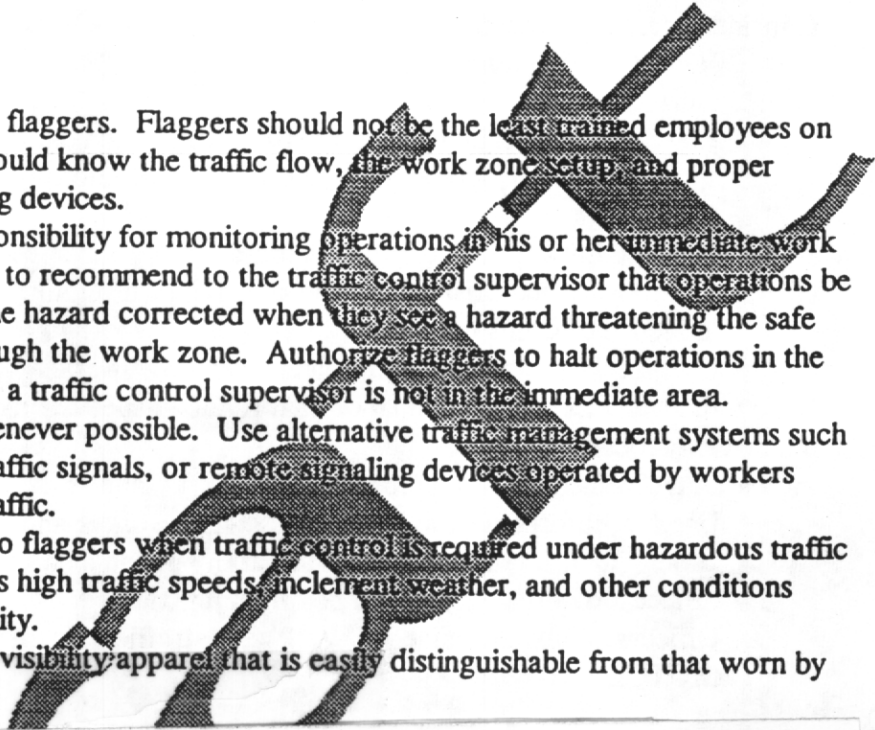 flaggers. Flaggers should not be the least trained employees on
ould know the traffic flow, the work zone setup, and proper
g devices.
onsibility for monitoring operations in his or her immediate work
to recommend to the traffic control supervisor that operations be
e hazard corrected when they see a hazard threatening the safe
ugh the work zone. Authorize flaggers to halt operations in the
a traffic control supervisor is not in the immediate area.
enever possible. Use alternative traffic management systems such
affic signals, or remote signaling devices operated by workers
affic.
o flaggers when traffic control is required under hazardous traffic
s high traffic speeds, inclement weather, and other conditions
ity.
visibility apparel that is easily distinguishable from that worn by